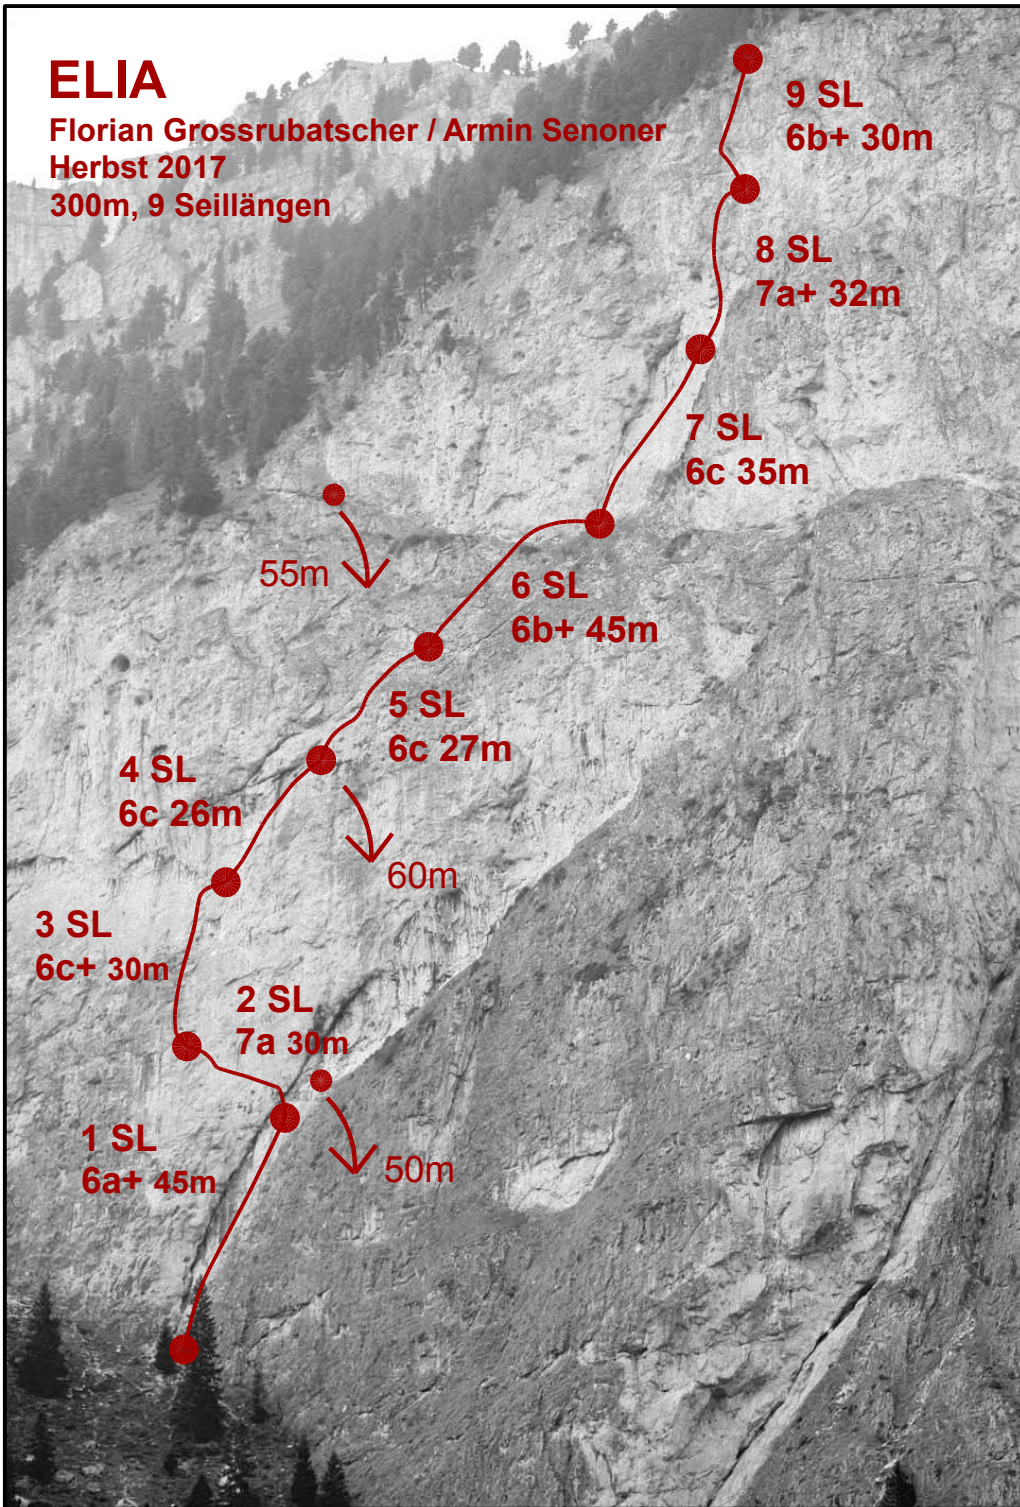 ELIA
Florian Grossrubatscher / Armin Senoner
Herbst 2017
300m, 9 Seillängen
9 SL
6b+ 30m
8 SL
7a+ 32m
7 SL
6c 35m
55m
6 SL
6b+ 45m
5 SL
6c 27m
4 SL
6c 26m
60m
3 SL
6c+ 30m
2 SL
7a 30m
1 SL
6a+ 45m
50m